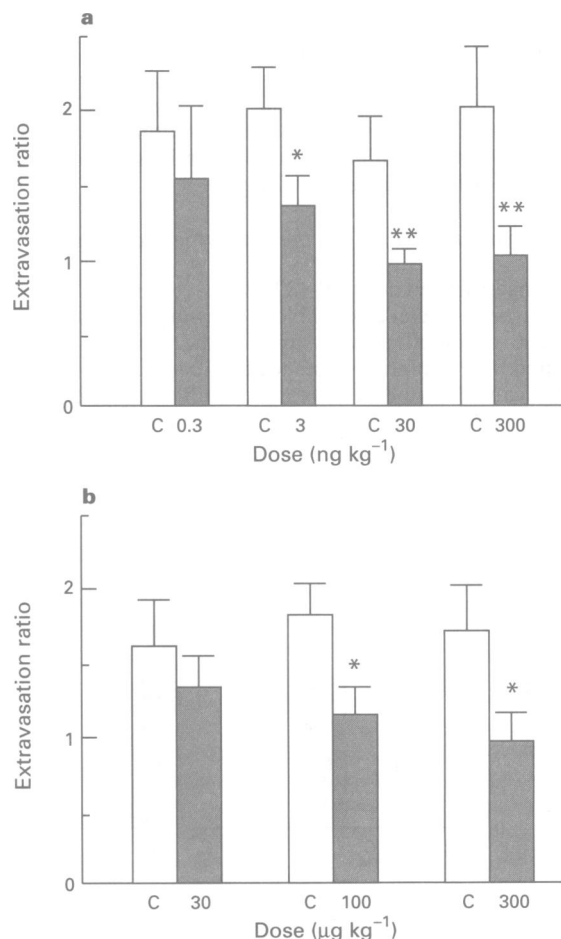 a
Extravasation ratio
2
1
0
* ** **
C 0.3 C 3 C 30 C 300
Dose (ng kg⁻¹)
b
Extravasation ratio
2
1
0
* *
C 30 C 100 C 300
Dose (µg kg⁻¹)